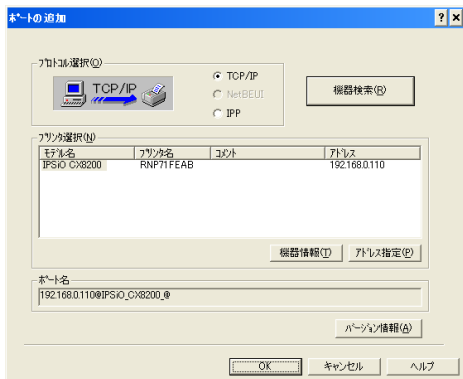 ﾎﾟｰﾄの追加
ﾌﾟﾛﾄｺﾙ選択(O)
TCP/IP
TCP/IP
NetBEUI
IPP
機器検索(R)
ﾌﾟﾘﾝﾀ選択(N)
ﾓﾃﾞﾙ名 ﾌﾟﾘﾝﾀ名 ｺﾒﾝﾄ ｱﾄﾞﾚｽ
IPSiO CX8200 RNP71FEAB 192.168.0.110
機器情報(T) ｱﾄﾞﾚｽ指定(P)
ﾎﾟｰﾄ名
192.168.0.110@IPSiO_CX8200_@
ﾊﾞｰｼﾞｮﾝ情報(A)
OK ｷｬﾝｾﾙ ﾍﾙﾌﾟ